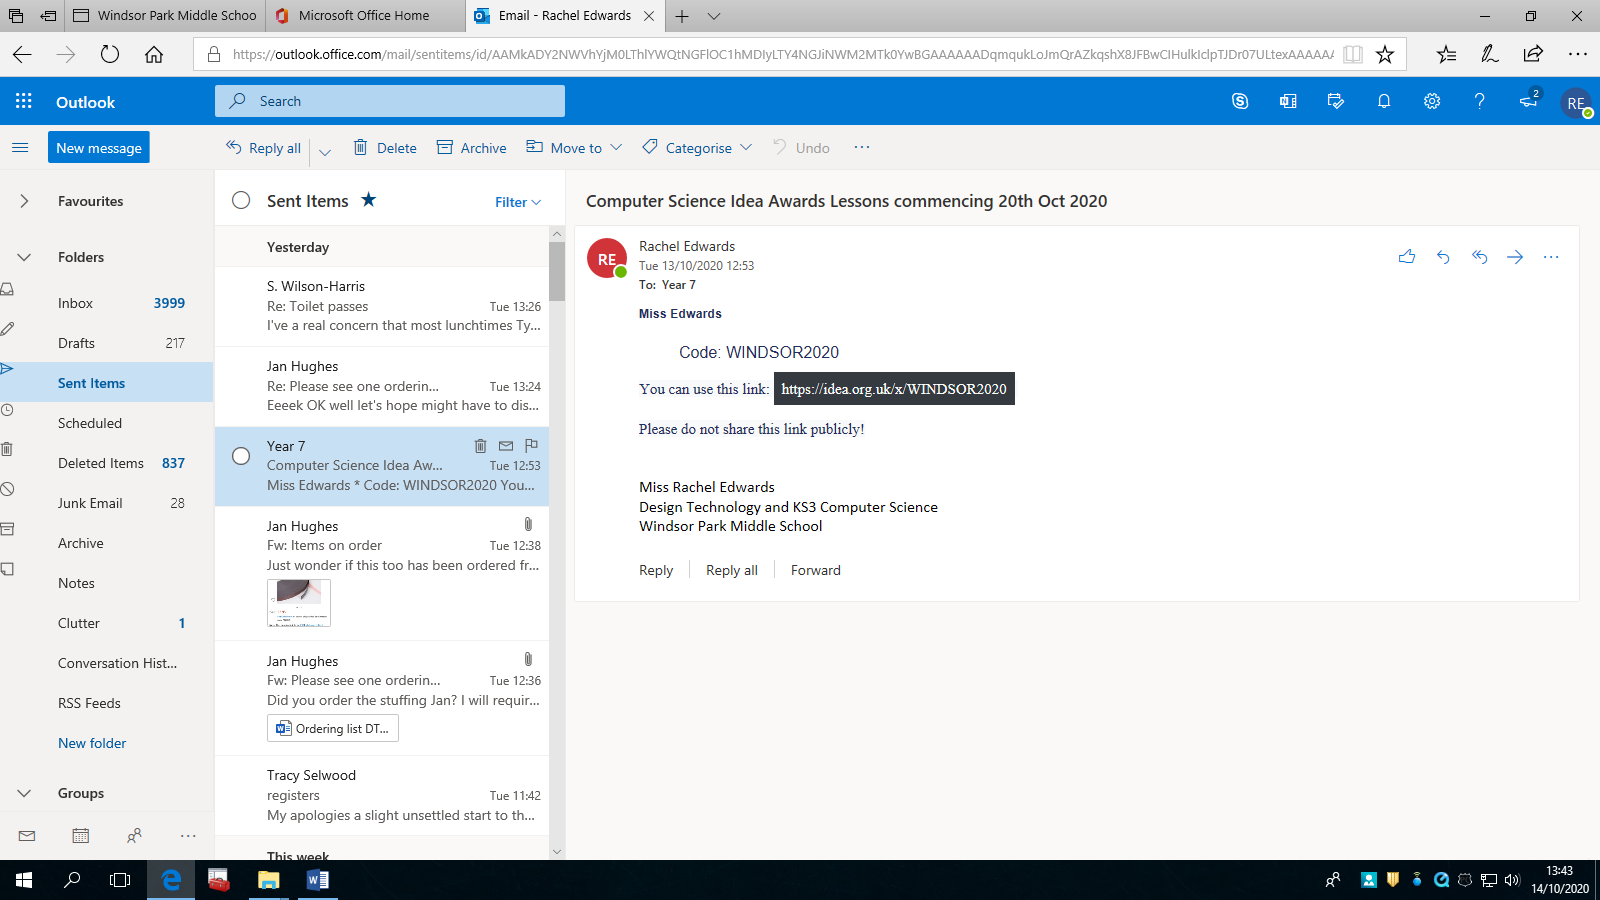 Windsor Park Middle Schoo
Microsoft Office Home
Email - Rachel Edwards
Outlook
Search
2
RE
New message
Reply all
Delete
Archive
Move to
Categorise
Undo
Favourites
Folders
Inbox 3999
Drafts 217
Sent Items
Scheduled
Deleted Items 837
Junk Email 28
Archive
Notes
Clutter 1
Conversation Hist...
RSS Feeds
New folder
Groups
Sent Items
Filter
Yesterday
S. Wilson-Harris
Re: Toilet passes Tue 13:26
I've a real concern that most lunchtimes Ty...
Jan Hughes
Re: Please see one orderin... Tue 13:24
Eeeek OK well let's hope might have to dis...
Year 7
Computer Science Idea Aw... Tue 12:53
Miss Edwards * Code: WINDSOR2020 You...
Jan Hughes
Fw: Items on order Tue 12:38
Just wonder if this too has been ordered fr...
Jan Hughes
Fw: Please see one orderin... Tue 12:36
Did you order the stuffing Jan? I will requir...
Ordering list DT...
Tracy Selwood
registers Tue 11:42
My apologies a slight unsettled start to th...
This week
Computer Science Idea Awards Lessons commencing 20th Oct 2020
RE
Rachel Edwards
Tue 13/10/2020 12:53
To: Year 7
Miss Edwards
Code: WINDSOR2020
You can use this link: https://idea.org.uk/x/WINDSOR2020
Please do not share this link publicly!
Miss Rachel Edwards
Design Technology and KS3 Computer Science
Windsor Park Middle School
Reply
Reply all
Forward
13:43
14/10/2020